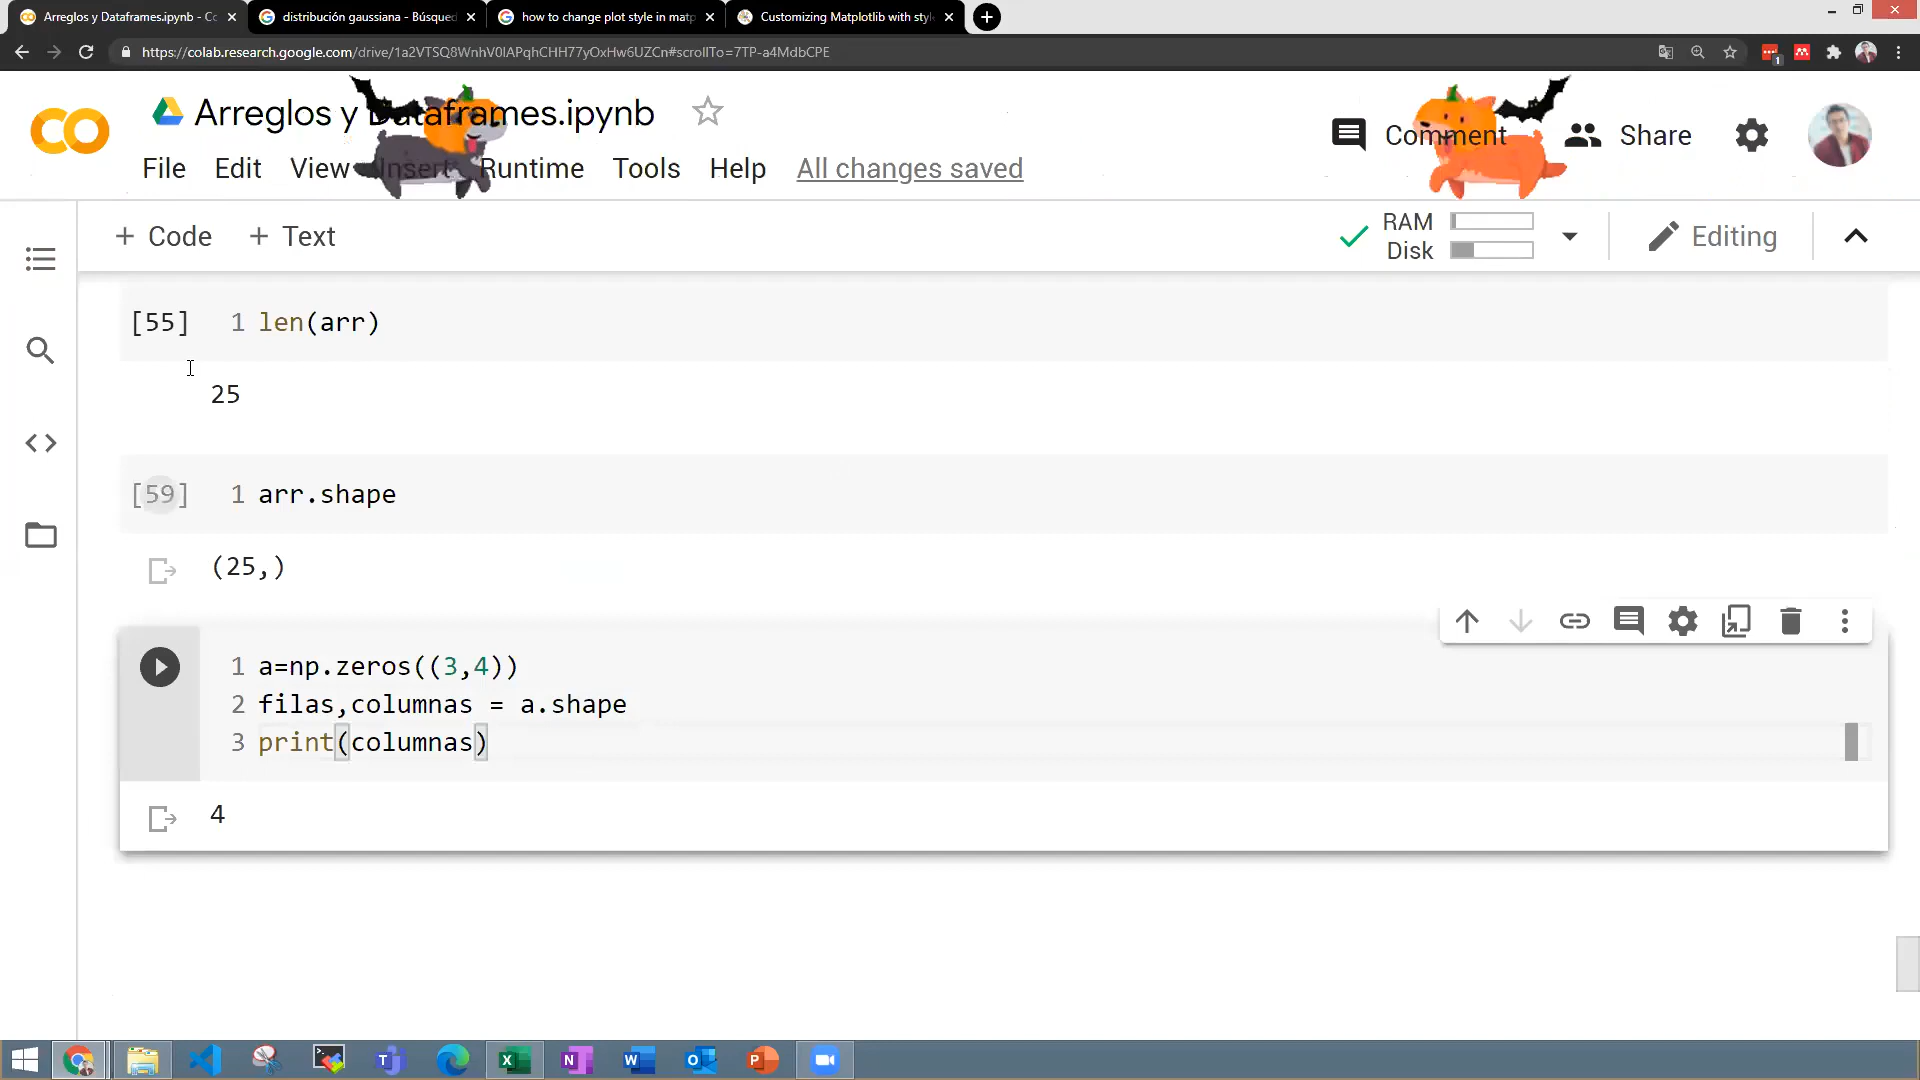 Arreglos y Dataframes.ipynb - Co
distribución gaussiana - Búsqued
how to change plot style in matp
Customizing Matplotlib with styl
https://colab.research.google.com/drive/1a2VTSQ8WnhV0lAPqhCHH77yOxHw6UZCn#scrollTo=7TP-a4MdbCPE
CO Arreglos y Dataframes.ipynb
Comment Share
File Edit View Insert Runtime Tools Help All changes saved
+ Code + Text
RAM
Disk
Editing
[55] 1 len(arr)
25
[59] 1 arr.shape
(25,)
1 a=np.zeros((3,4))
2 filas,columnas = a.shape
3 print(columnas)
4